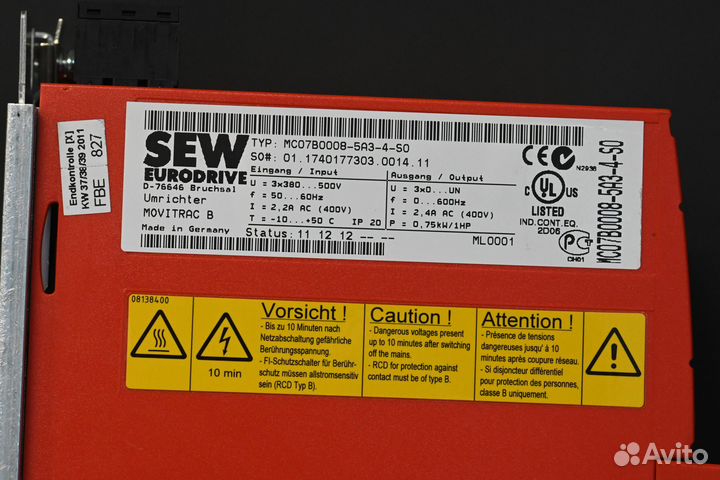 Endkontrolle [X]
KW 37/38/39 2011
FBE 827
SEW
EURODRIVE
D-76646 Bruchsal
Umrichter
MOVITRAC B
Made in Germany
TYP: MC07B0008-5A3-4-S0
SO#: 01.1740177303.0014.11
Eingang / Input
U = 3x380...500V
f = 50...60Hz
I = 2,2A AC (400V)
T = -10...+50 C IP 20
Status: 11 12 12 -- --
Ausgang / Output
U = 3x0...UN
f = 0...600Hz
I = 2,4A AC (400V)
P = 0,75kW/1HP
ML0001
CE
N2936
C UL US
LISTED
IND.CONT.EQ.
2D06
MC07B0008-5A3-4-S0
08138400
10 min
Vorsicht !
- Bis zu 10 Minuten nach
Netzabschaltung gefährliche
Berührungsspannung.
- FI-Schutzschalter für Berühr-
schutz müssen allstromsensitiv
sein (RCD Typ B).
Caution !
- Dangerous voltages present
up to 10 minutes after switching
off the mains.
- RCD for protection against
contact must be of type B.
Attention !
- Présence de tensions
dangereuses jusqu'à
10 minutes après coupure réseau.
- Si disjoncteur différentiel
pour protection des personnes,
classe B uniquement.
Avito